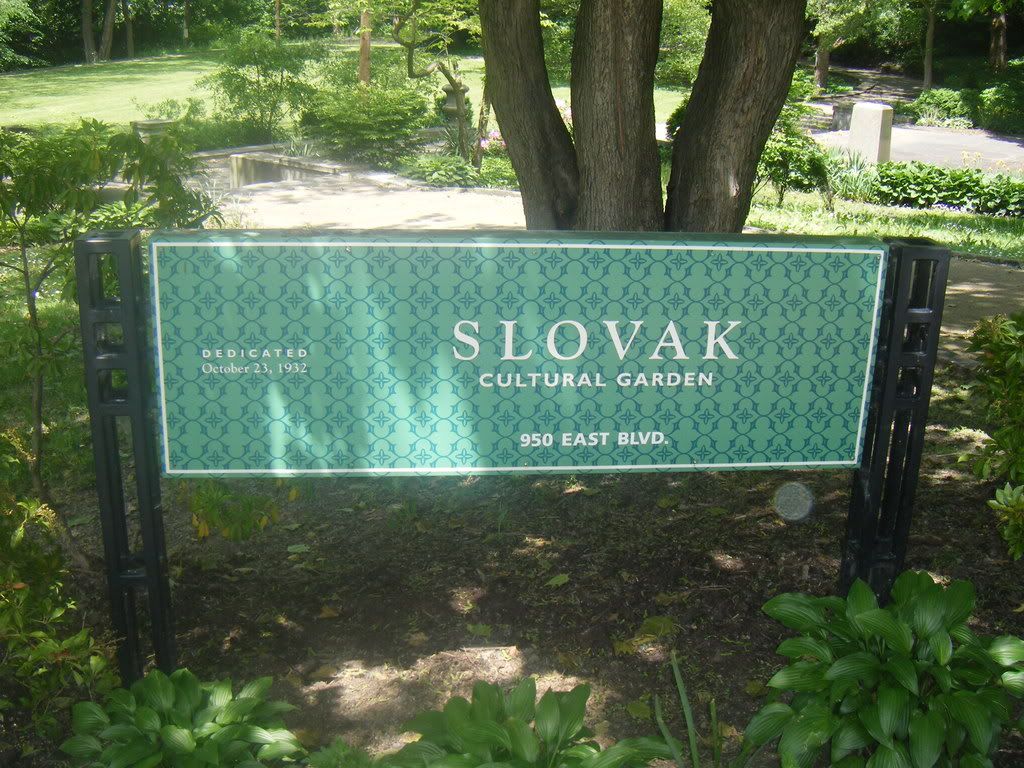 DEDICATED
October 23, 1932
SLOVAK
CULTURAL GARDEN
950 EAST BLVD.